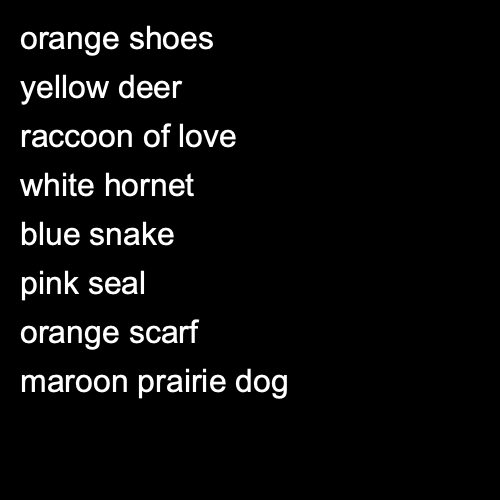 orange shoes
yellow deer
raccoon of love
white hornet
blue snake
pink seal
orange scarf
maroon prairie dog